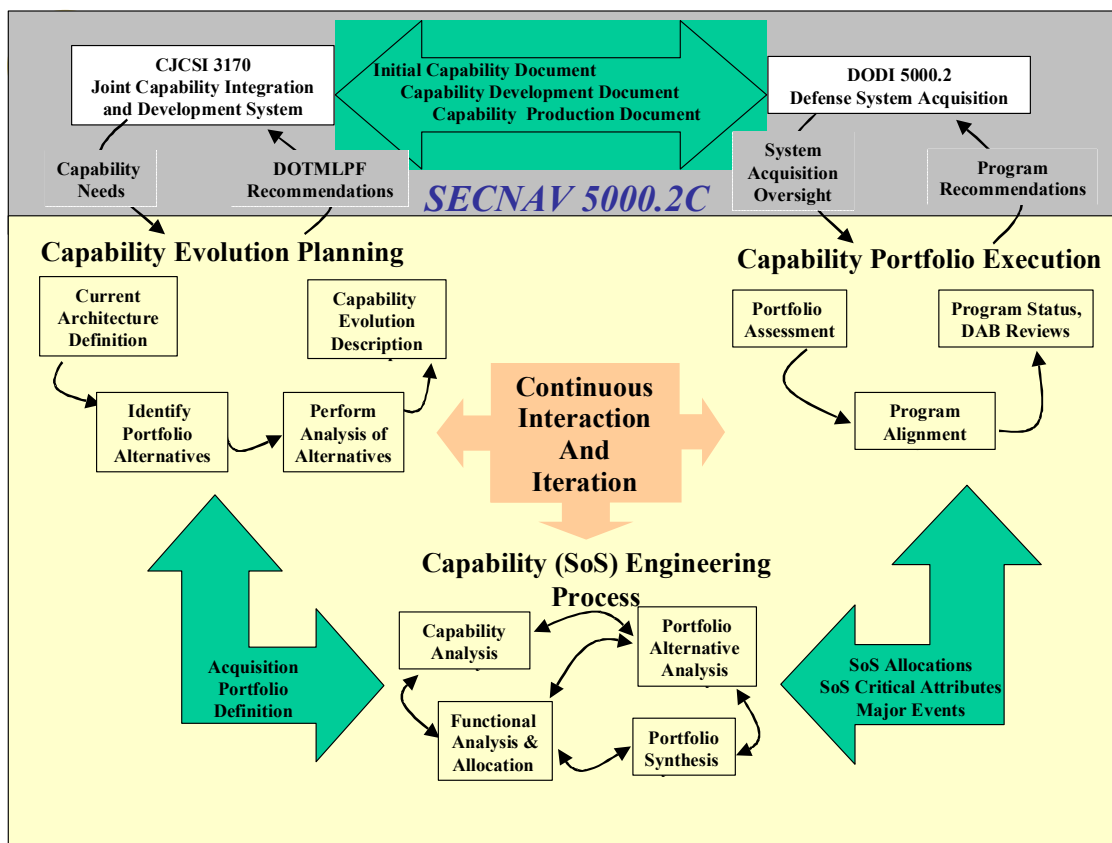 CJCSI 3170
Joint Capability Integration
and Development System
Initial Capability Document
Capability Development Document
Capability Production Document
DODI 5000.2
Defense System Acquisition
Capability
Needs
DOTMLPF
Recommendations
SECNAV 5000.2C
System
Acquisition
Oversight
Program
Recommendations
Capability Evolution Planning
Current
Architecture
Definition
Capability
Evolution
Description
Identify
Portfolio
Alternatives
Perform
Analysis of
Alternatives
Continuous
Interaction
And
Iteration
Capability Portfolio Execution
Portfolio
Assessment
Program Status,
DAB Reviews
Program
Alignment
Capability (SoS) Engineering
Process
Capability
Analysis
Portfolio
Alternative
Analysis
Functional
Analysis &
Allocation
Portfolio
Synthesis
Acquisition
Portfolio
Definition
SoS Allocations
SoS Critical Attributes
Major Events